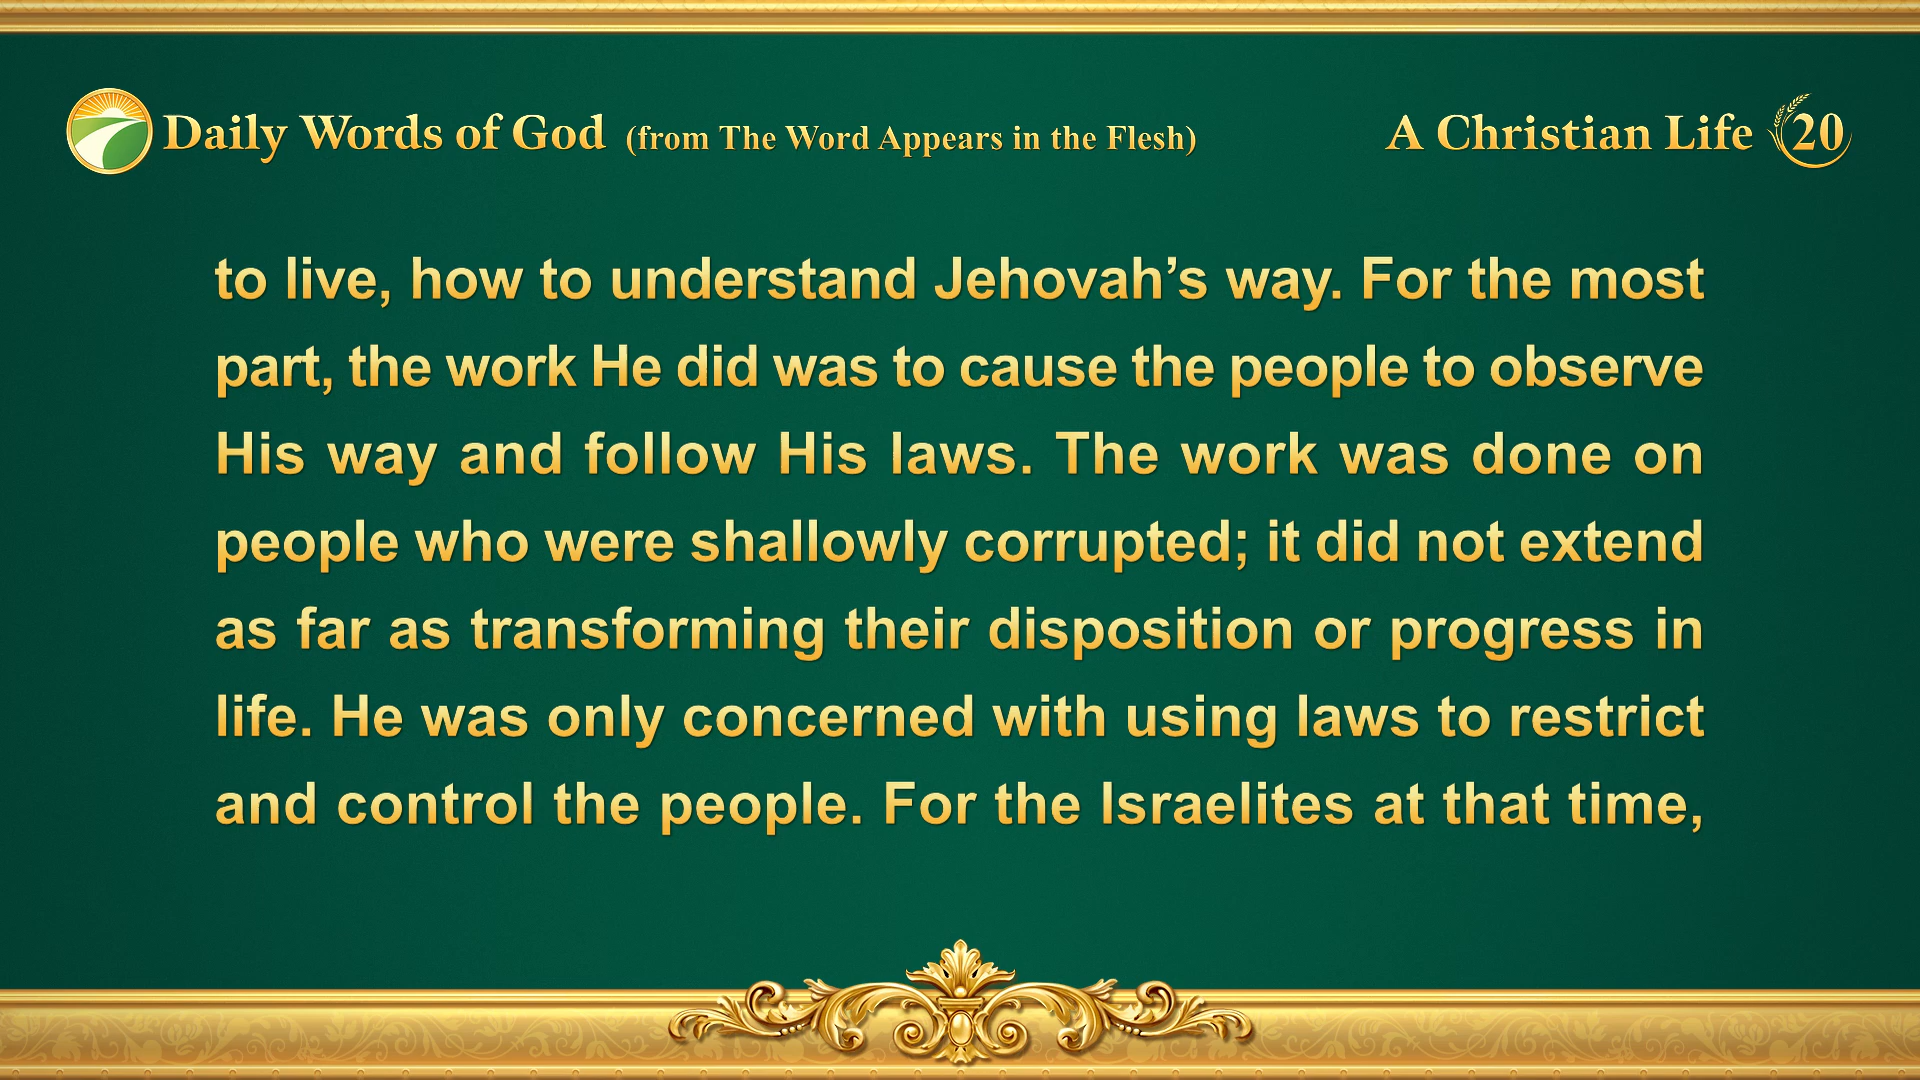 Daily Words of God (from The Word Appears in the Flesh) A Christian Life 20
to live, how to understand Jehovah’s way. For the most
part, the work He did was to cause the people to observe
His way and follow His laws. The work was done on
people who were shallowly corrupted; it did not extend
as far as transforming their disposition or progress in
life. He was only concerned with using laws to restrict
and control the people. For the Israelites at that time,